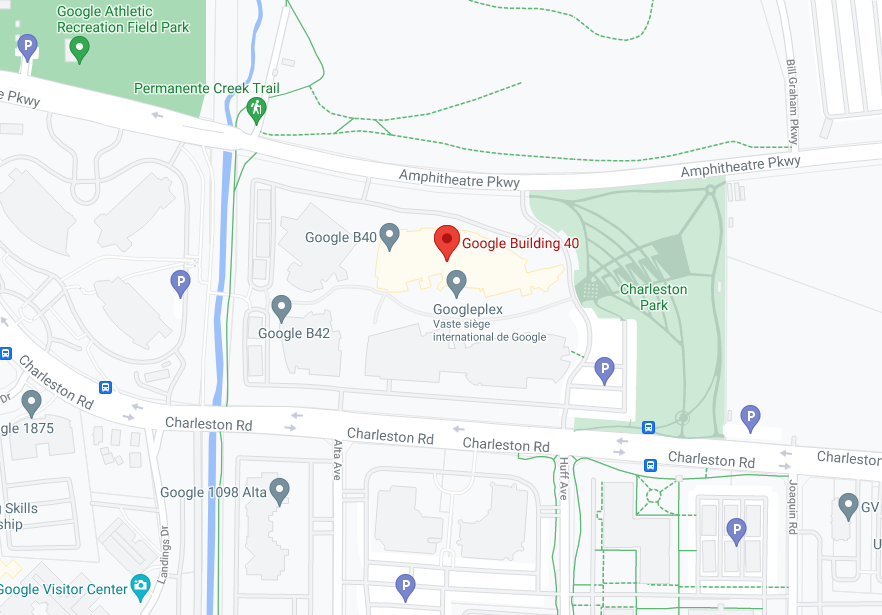 Google Athletic
Recreation Field Park
P
Permanente Creek Trail
e Pkwy
Bill Graham Pkwy
Amphitheatre Pkwy
Amphitheatre Pkwy
Google B40
Google Building 40
P
Charleston
Park
Googleplex
Vaste siège
international de Google
Google B42
P
Charleston Rd
Dr
gle 1875
P
Charleston Rd
Charleston Rd
Charleston Rd
Charleston Rd
Charleston
Alta Ave
Huff Ave
Joaquin Rd
Google 1098 Alta
g Skills
ship
GV
Landings Dr
P
U
Google Visitor Center
P